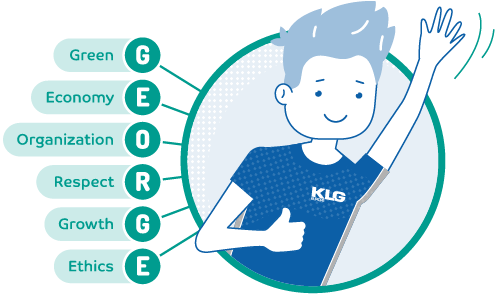 Green G
Economy E
Organization O
Respect R
Growth G
Ethics E
KLG